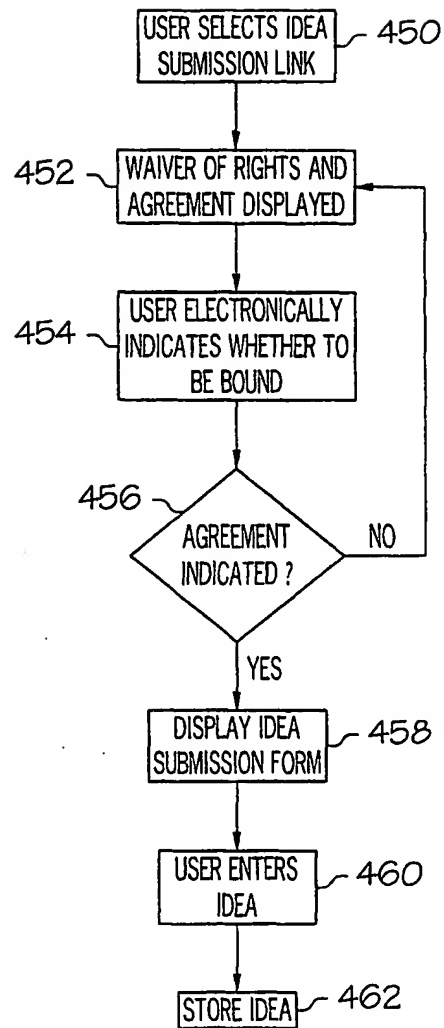 USER SELECTS IDEA
SUBMISSION LINK
450
452
WAIVER OF RIGHTS AND
AGREEMENT DISPLAYED
454
USER ELECTRONICALLY
INDICATES WHETHER TO
BE BOUND
456
AGREEMENT
INDICATED ?
NO
YES
DISPLAY IDEA
SUBMISSION FORM
458
USER ENTERS
IDEA
460
STORE IDEA
462